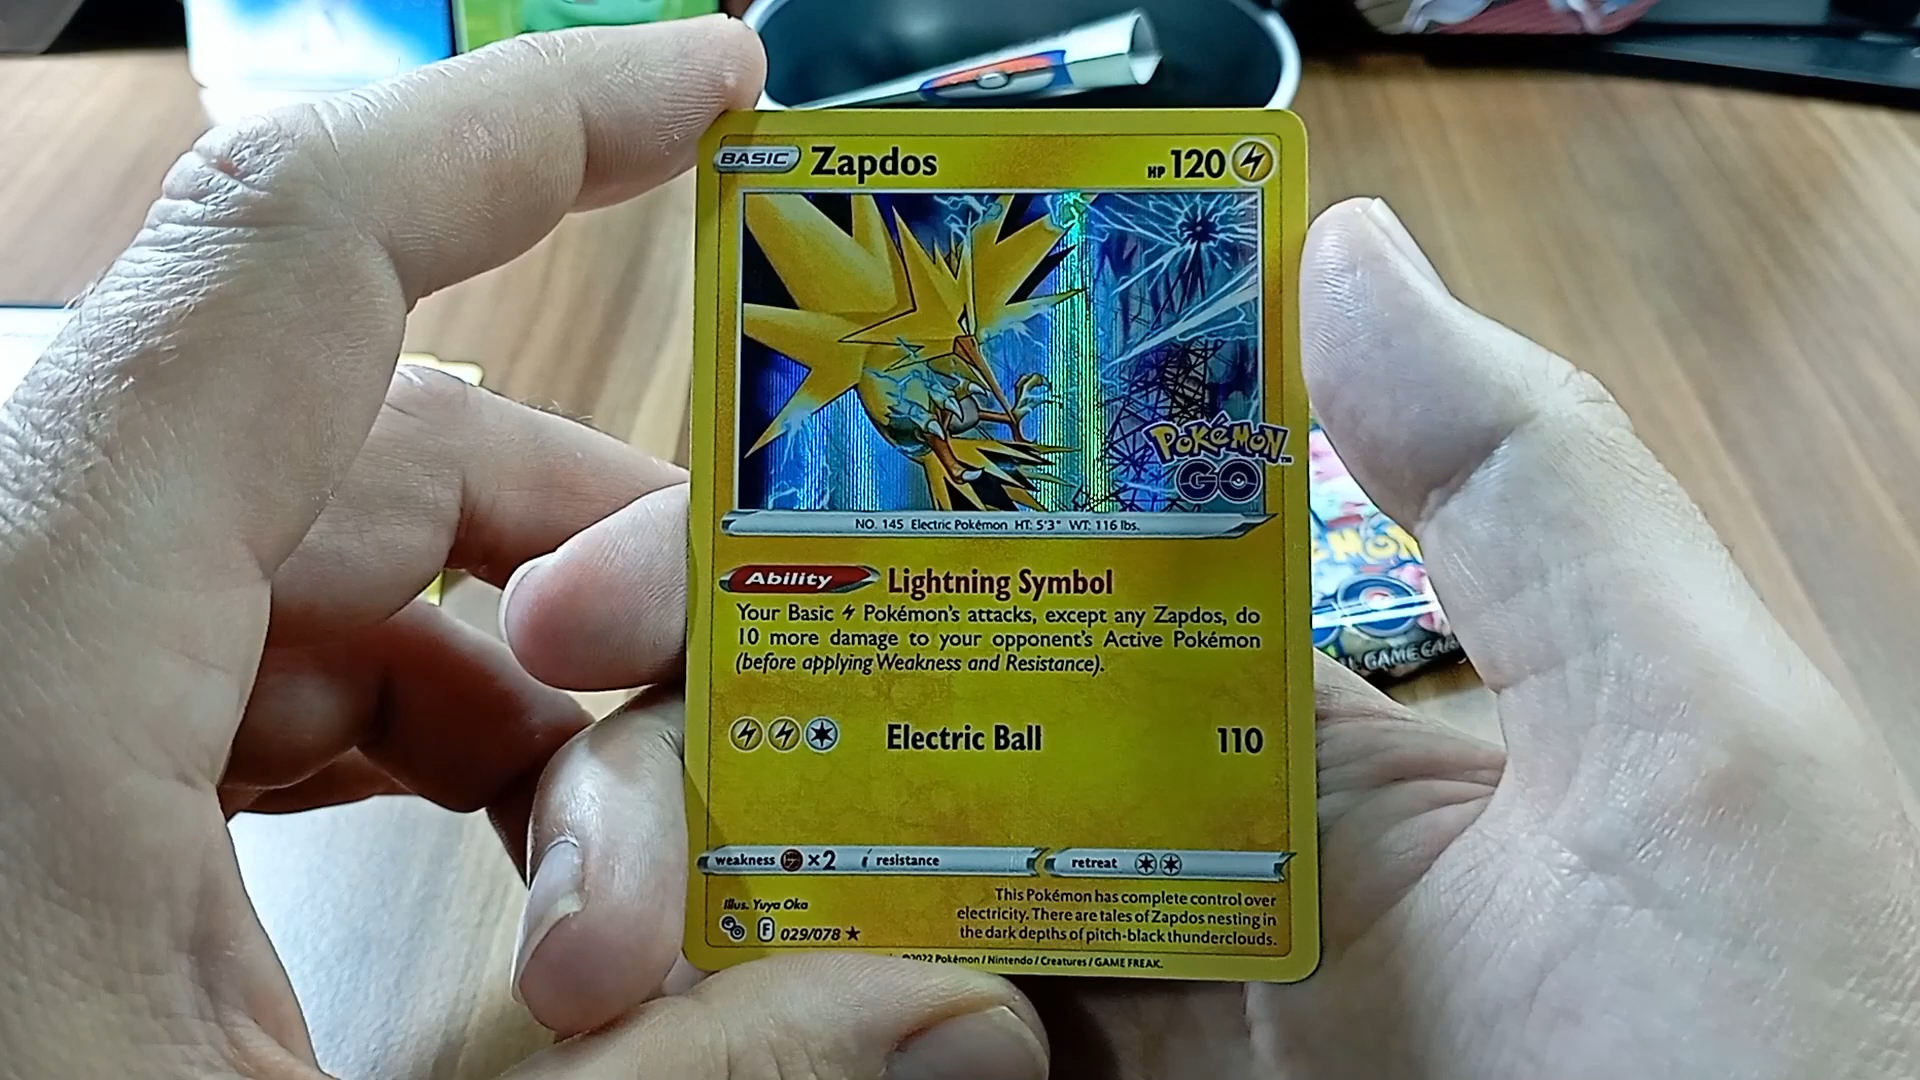 BASIC Zapdos HP 120
POKÉMON™
GO
NO. 145 Electric Pokémon HT: 5'3" WT: 116 lbs.
Ability Lightning Symbol
Your Basic Pokémon's attacks, except any Zapdos, do
10 more damage to your opponent's Active Pokémon
(before applying Weakness and Resistance).
Electric Ball 110
weakness ×2 resistance retreat
This Pokémon has complete control over
electricity. There are tales of Zapdos nesting in
the dark depths of pitch-black thunderclouds.
Illus. Yuya Oka
GO F 029/078 ★
©2022 Pokémon / Nintendo / Creatures / GAME FREAK.
GAME